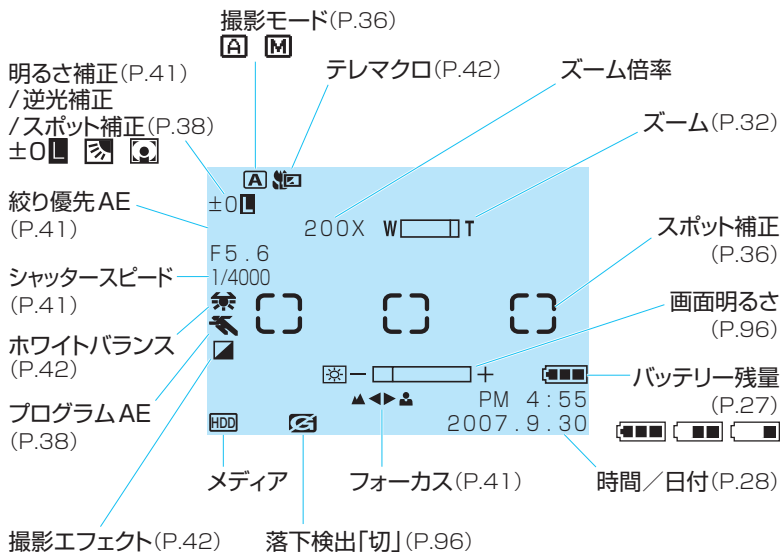 撮影モード(P.36)
A M
明るさ補正(P.41)
/逆光補正
/スポット補正(P.38)
±0L
テレマクロ(P.42)
ズーム倍率
ズーム(P.32)
A
±0L
200X W T
絞り優先AE
(P.41)
F5.6
スポット補正
(P.36)
シャッタースピード
(P.41)
1/4000
画面明るさ
(P.96)
ホワイトバランス
(P.42)
− +
バッテリー残量
(P.27)
プログラムAE
(P.38)
PM 4:55
HDD
2007.9.30
メディア
フォーカス(P.41)
時間/日付(P.28)
撮影エフェクト(P.42)
落下検出「切」(P.96)